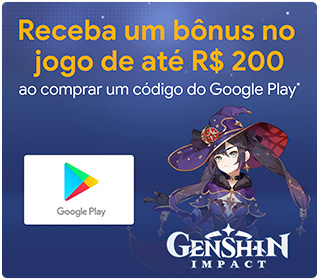 Receba um bônus no
jogo de até R$ 200
ao comprar um código do Google Play*
Google Play
GENSHIN
IMPACT